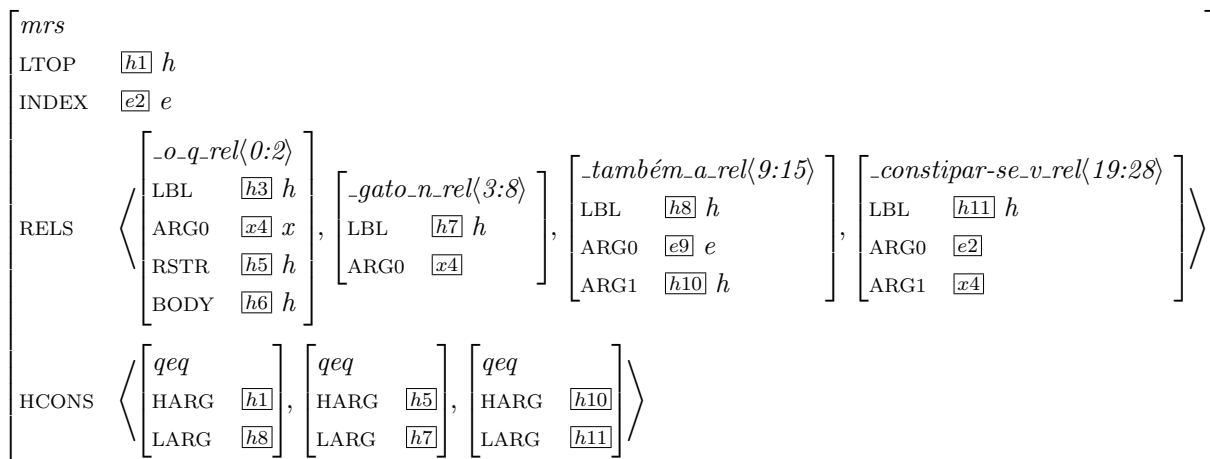 mrs
LTOP h1 h
INDEX e2 e
RELS ⟨[_o_q_rel⟨0:2⟩
LBL h3 h
ARG0 x4 x
RSTR h5 h
BODY h6 h],
[_gato_n_rel⟨3:8⟩
LBL h7 h
ARG0 x4],
[_também_a_rel⟨9:15⟩
LBL h8 h
ARG0 e9 e
ARG1 h10 h],
[_constipar-se_v_rel⟨19:28⟩
LBL h11 h
ARG0 e2
ARG1 x4]⟩
HCONS ⟨[qeq
HARG h1
LARG h8],
[qeq
HARG h5
LARG h7],
[qeq
HARG h10
LARG h11]⟩